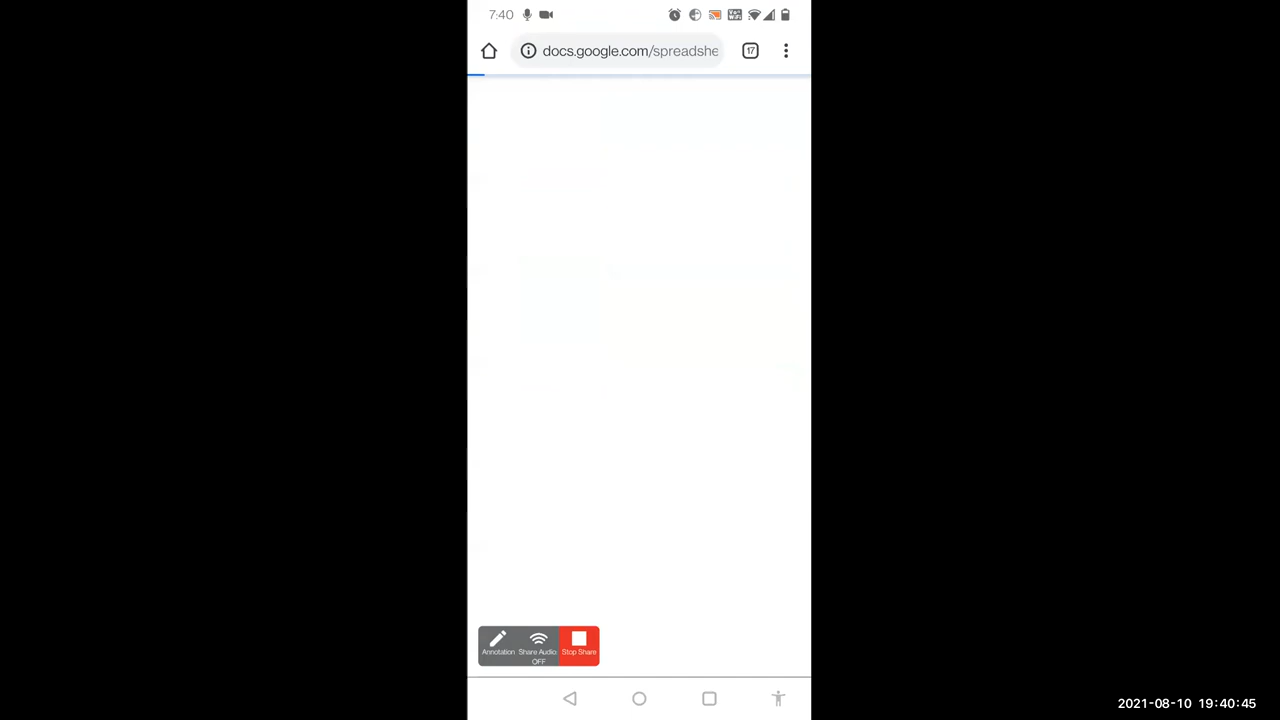 7:40
docs.google.com/spreadshe
17
Annotation
Share Audio: OFF
Stop Share
2021-08-10 19:40:45